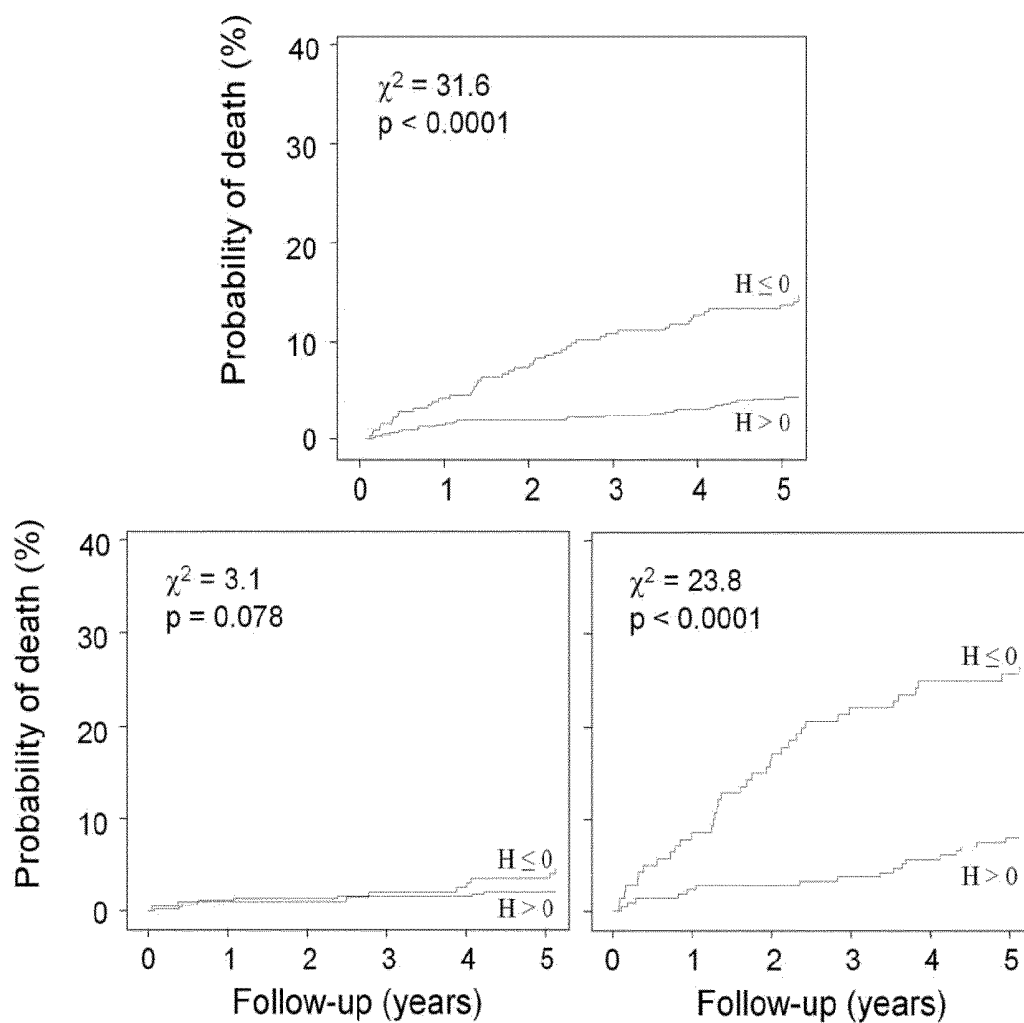 Probability of death (%)
40
30
20
10
0
χ² = 31.6
p < 0.0001
H ≤ 0
H > 0
0 1 2 3 4 5
Probability of death (%)
40
30
20
10
0
χ² = 3.1
p = 0.078
H ≤ 0
H > 0
0 1 2 3 4 5
Follow-up (years)
χ² = 23.8
p < 0.0001
H ≤ 0
H > 0
0 1 2 3 4 5
Follow-up (years)